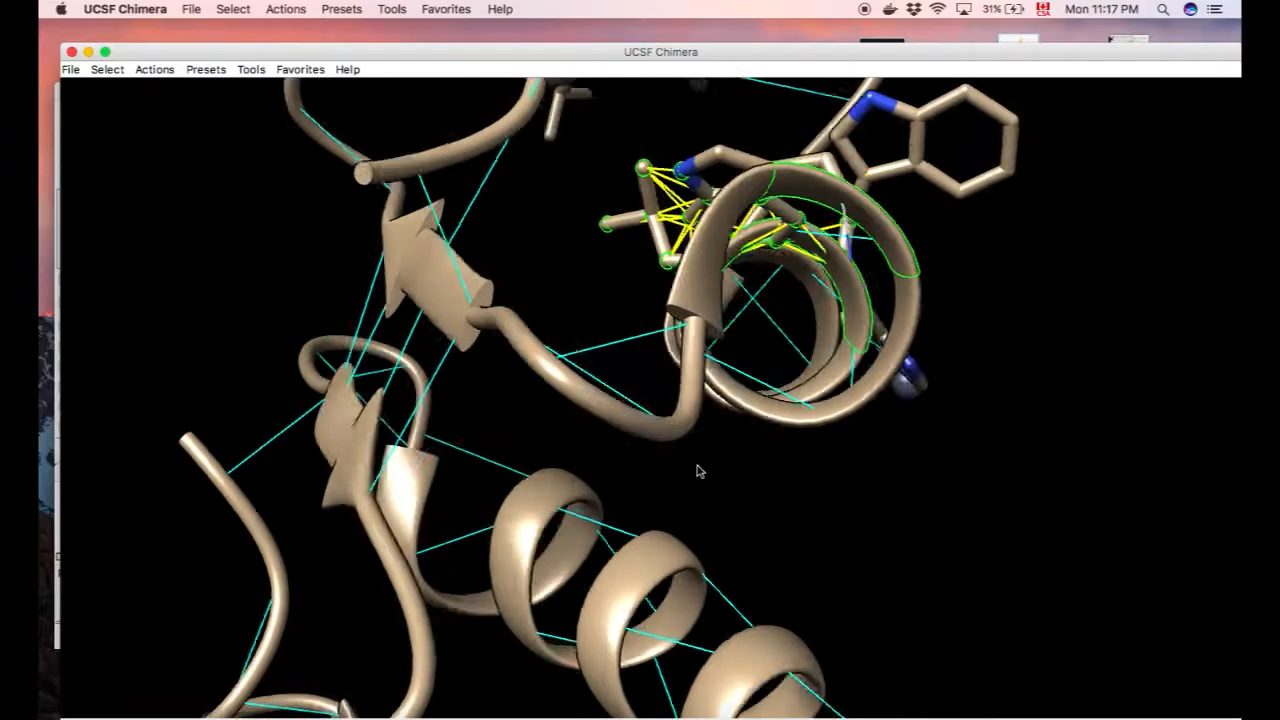 UCSF Chimera File Select Actions Presets Tools Favorites Help 31% CSA Mon 11:17 PM
UCSF Chimera
File Select Actions Presets Tools Favorites Help